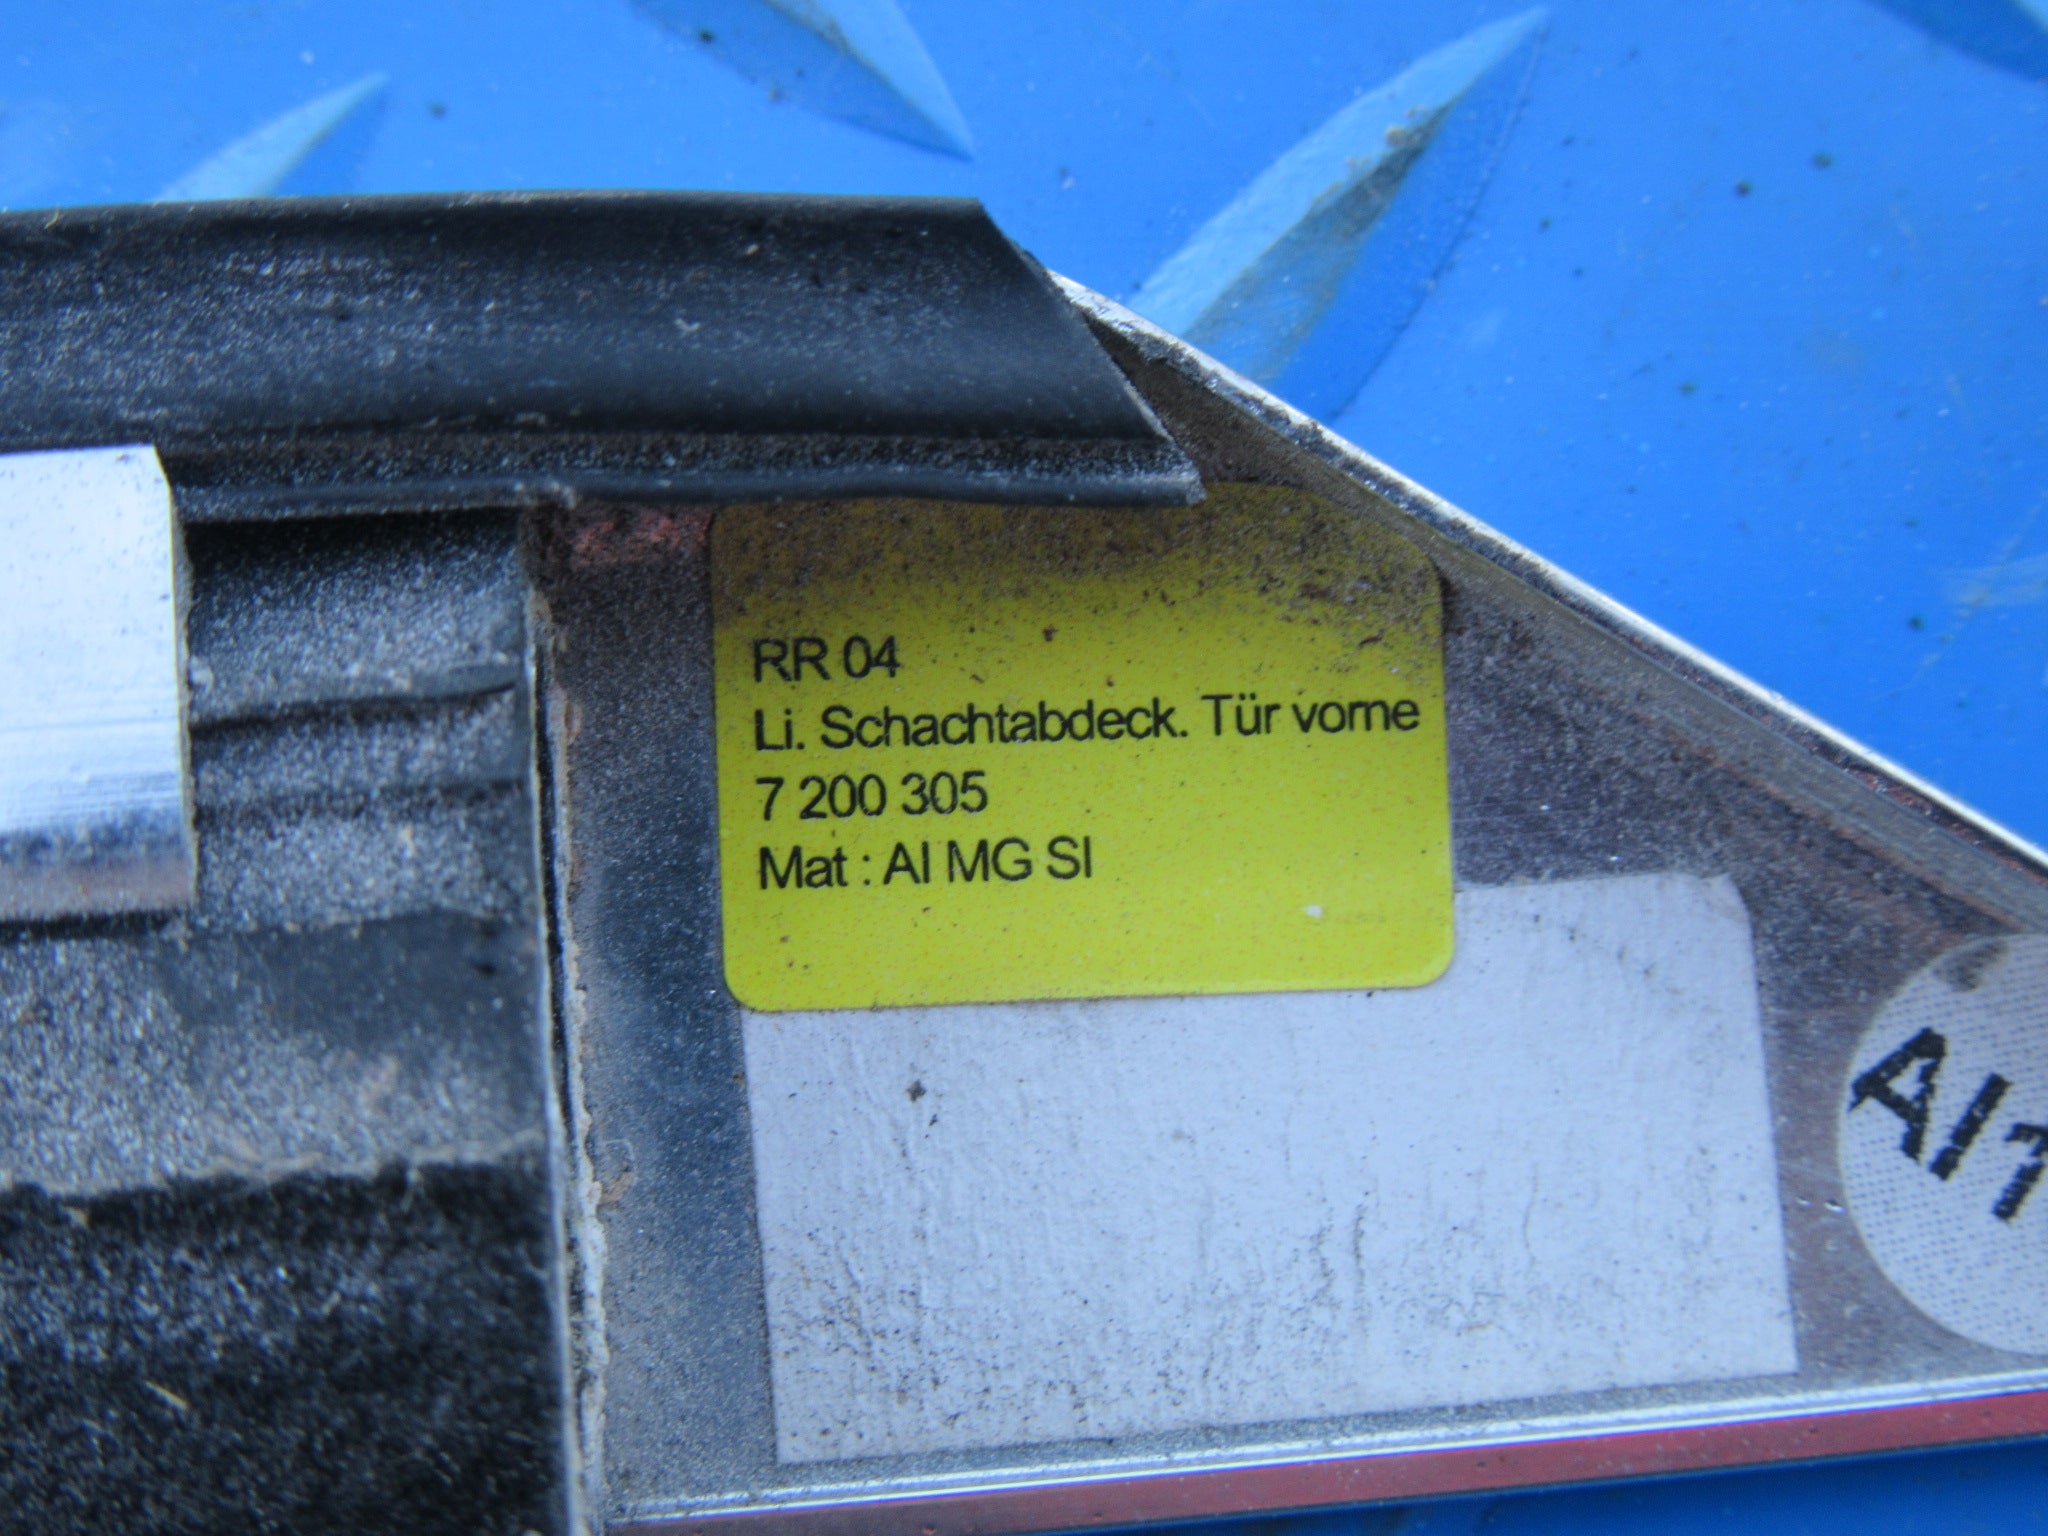 RR 04
Li. Schachtabdeck. Tür vorne
7 200 305
Mat : Al MG SI